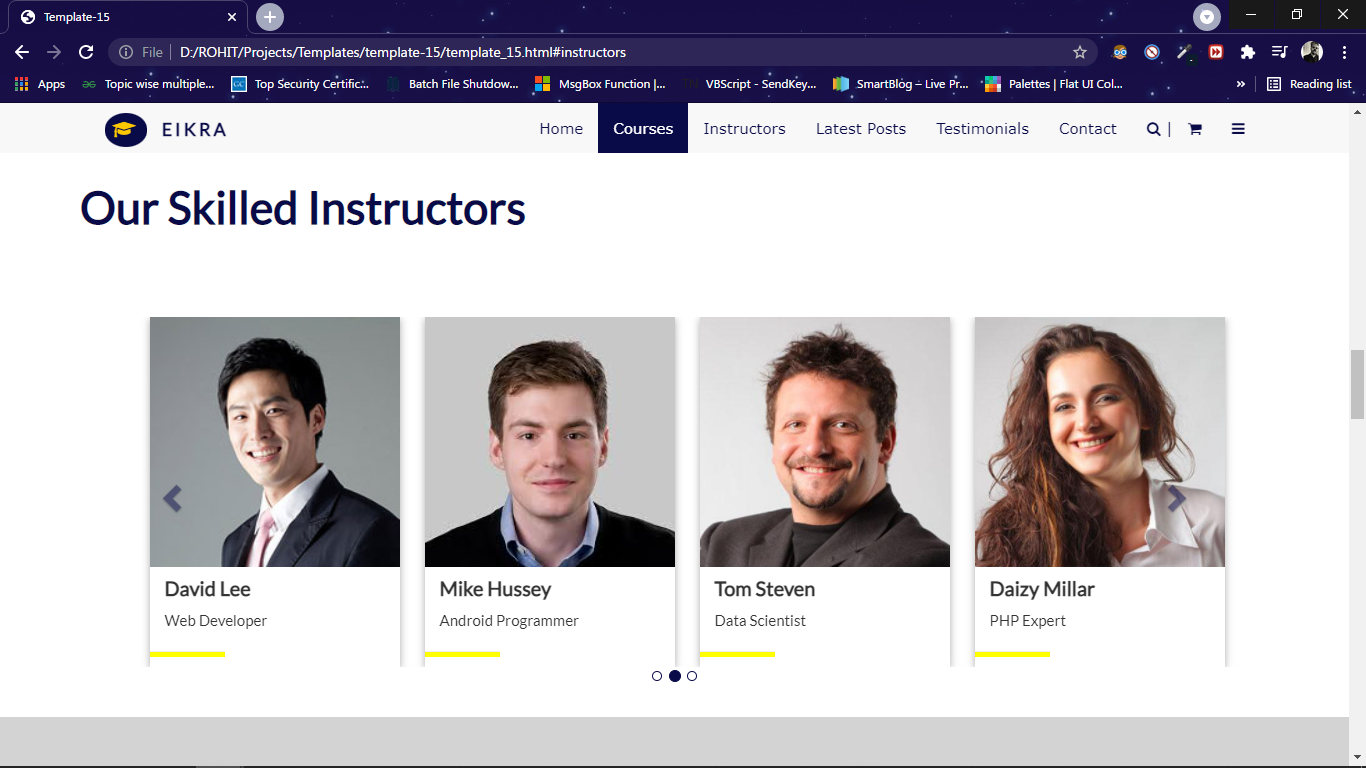 Template-15
File | D:/ROHIT/Projects/Templates/template-15/template_15.html#instructors
Apps Topic wise multiple... Top Security Certific... Batch File Shutdow... MsgBox Function |... VBScript - SendKey... SmartBlog – Live Pr... Palettes | Flat UI Col... » Reading list
EIKRA Home Courses Instructors Latest Posts Testimonials Contact |
Our Skilled Instructors
David Lee Mike Hussey Tom Steven Daizy Millar
Web Developer Android Programmer Data Scientist PHP Expert